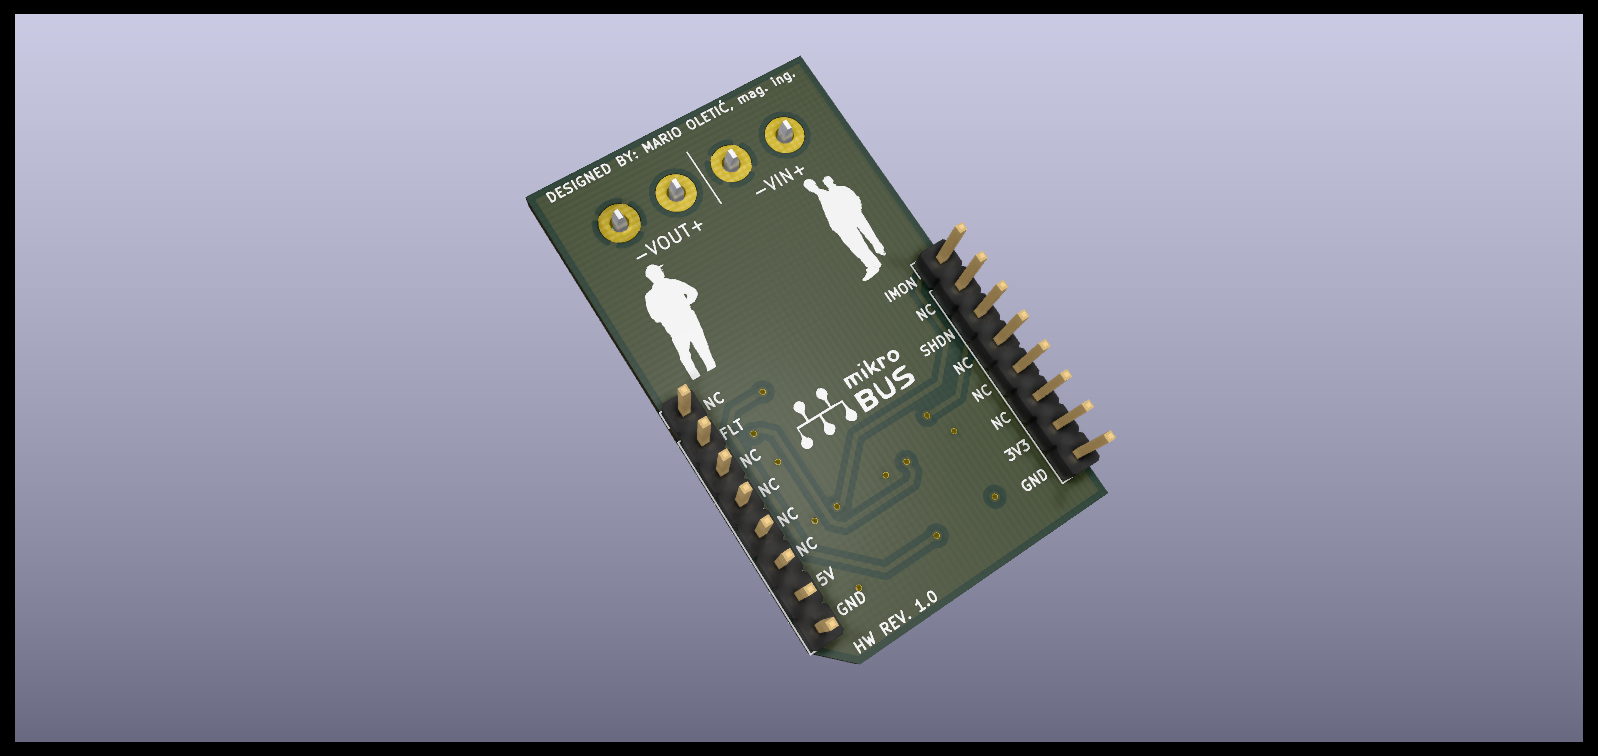 DESIGNED BY: MARIO OLETIĆ, mag. ing.
-VOUT+
-VIN+
IMON
NC
SHDN
NC
NC
NC
3V3
GND
mikro
BUS
NC
FLT
NC
NC
NC
NC
5V
GND
HW REV. 1.0